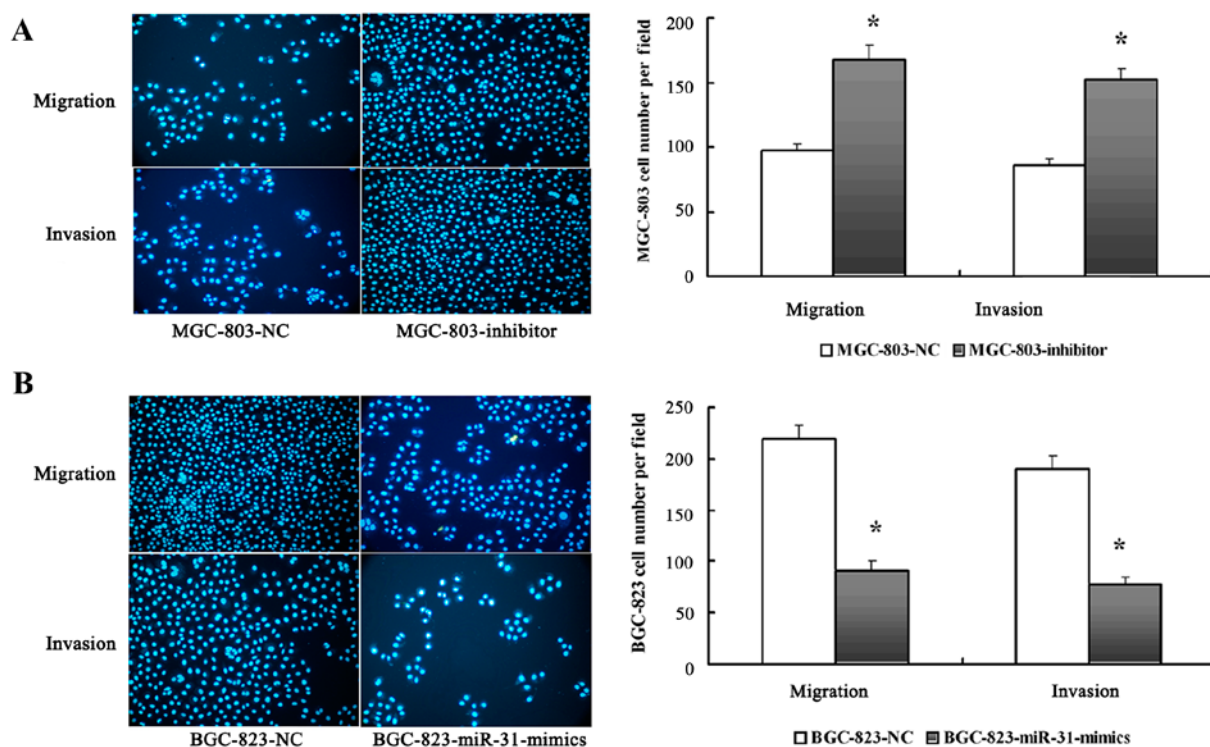 A
Migration
Invasion
MGC-803-NC
MGC-803-inhibitor
MGC-803 cell number per field
200
150
100
50
0
*
*
Migration
Invasion
MGC-803-NC
MGC-803-inhibitor
B
Migration
Invasion
BGC-823-NC
BGC-823-miR-31-mimics
BGC-823 cell number per field
250
200
150
100
50
0
*
*
Migration
Invasion
BGC-823-NC
BGC-823-miR-31-mimics